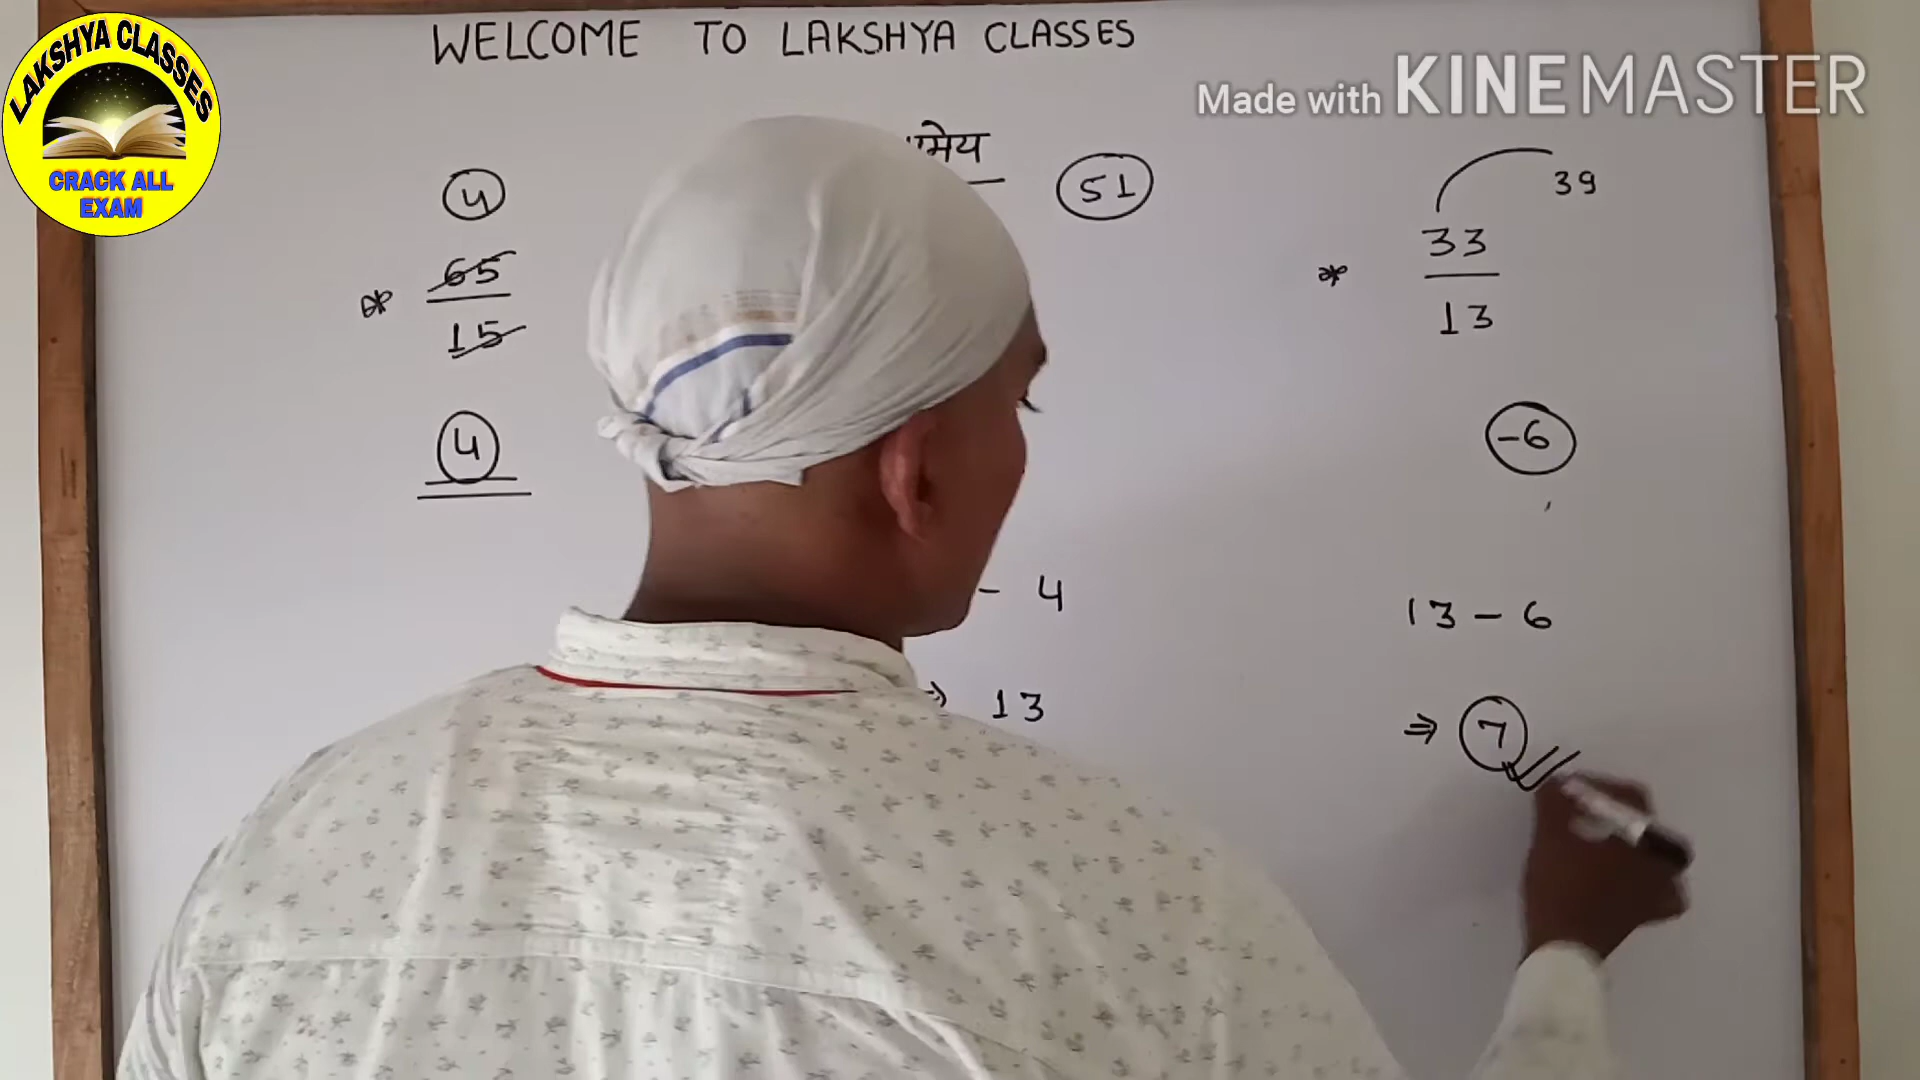 WELCOME TO LAKSHYA CLASSES
Made with KINEMASTER
LAKSHYA CLASSES
CRACK ALL
EXAM
4
65
15
4
51
- 4
⇒ 13
39
* 33
13
-6
13 - 6
⇒ 7